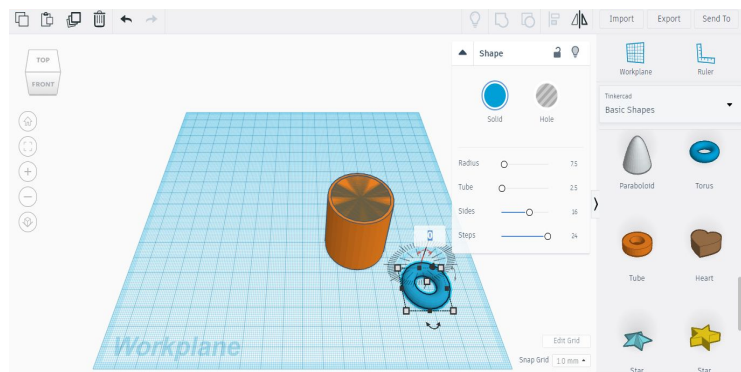 Import Export Send To
TOP
FRONT
Shape
Solid Hole
Radius 7.5
Tube 2.5
Sides 16
Steps 24
Workplane Ruler
Tinkercad
Basic Shapes
Paraboloid Torus
Tube Heart
Star Star
Workplane
Edit Grid
Snap Grid 1.0 mm